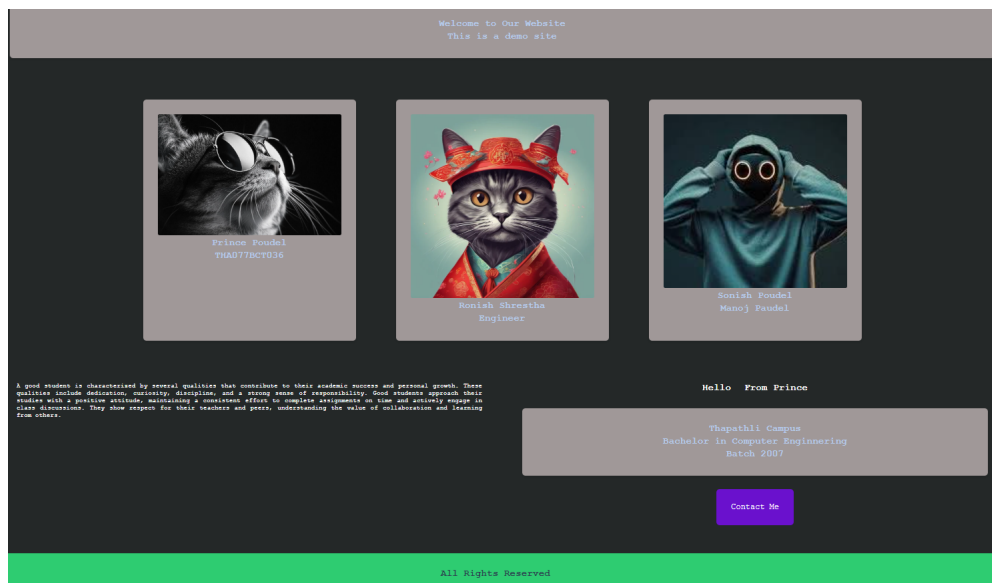 Welcome to Our Website
This is a demo site
Prince Poudel
THA077BCT036
Ronish Shrestha
Engineer
Sonish Poudel
Manoj Paudel
A good student is characterized by several qualities that contribute to their academic success and personal growth. These
qualities include dedication, curiosity, discipline, and a strong sense of responsibility. Good students approach their
studies with a positive attitude, maintaining a consistent effort to complete assignments on time and actively engage in
class discussions. They show respect for their teachers and peers, understanding the value of collaboration and learning
from others.
Hello From Prince
Thapathli Campus
Bachelor in Computer Enginnering
Batch 2007
Contact Me
All Rights Reserved